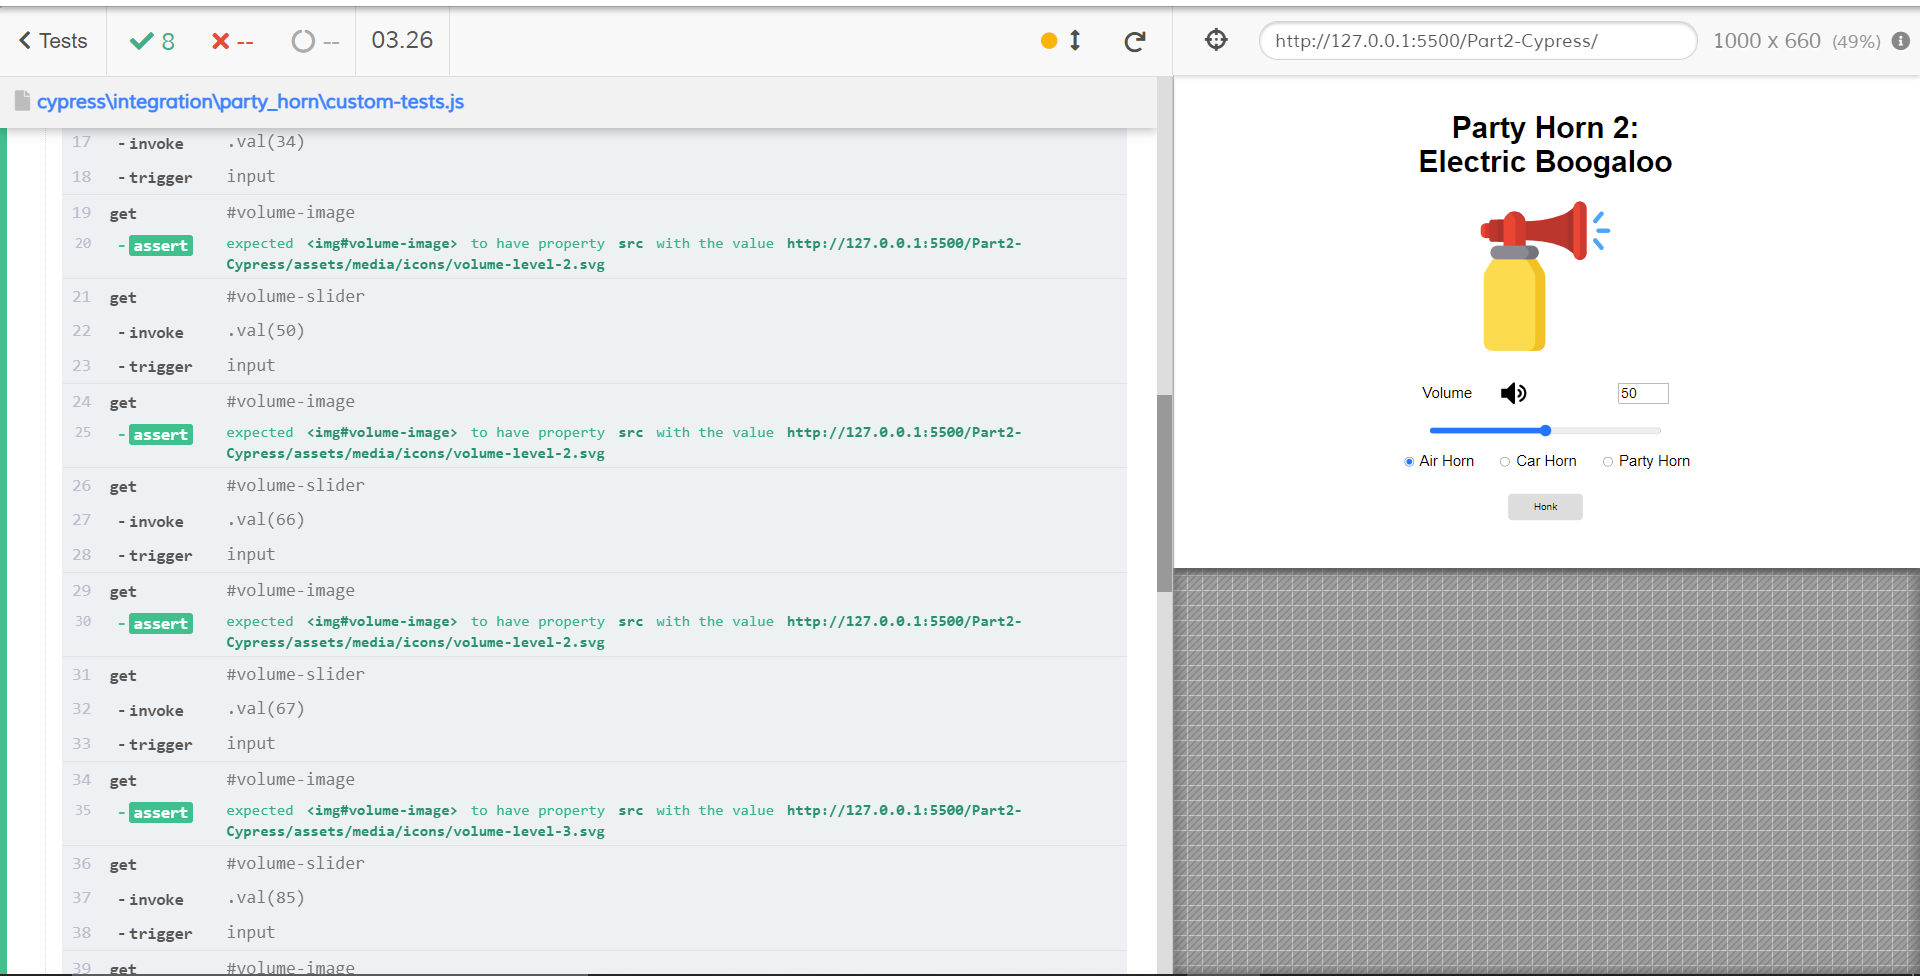 Tests 8 -- -- 03.26
http://127.0.0.1:5500/Part2-Cypress/ 1000 x 660 (49%)
cypress\integration\party_horn\custom-tests.js
17 - invoke .val(34)
18 - trigger input
19 get #volume-image
20 - assert expected <img#volume-image> to have property src with the value http://127.0.0.1:5500/Part2-
Cypress/assets/media/icons/volume-level-2.svg
21 get #volume-slider
22 - invoke .val(50)
23 - trigger input
24 get #volume-image
25 - assert expected <img#volume-image> to have property src with the value http://127.0.0.1:5500/Part2-
Cypress/assets/media/icons/volume-level-2.svg
26 get #volume-slider
27 - invoke .val(66)
28 - trigger input
29 get #volume-image
30 - assert expected <img#volume-image> to have property src with the value http://127.0.0.1:5500/Part2-
Cypress/assets/media/icons/volume-level-2.svg
31 get #volume-slider
32 - invoke .val(67)
33 - trigger input
34 get #volume-image
35 - assert expected <img#volume-image> to have property src with the value http://127.0.0.1:5500/Part2-
Cypress/assets/media/icons/volume-level-3.svg
36 get #volume-slider
37 - invoke .val(85)
38 - trigger input
39 get #volume-image
Party Horn 2:
Electric Boogaloo
Volume 50
Air Horn Car Horn Party Horn
Honk